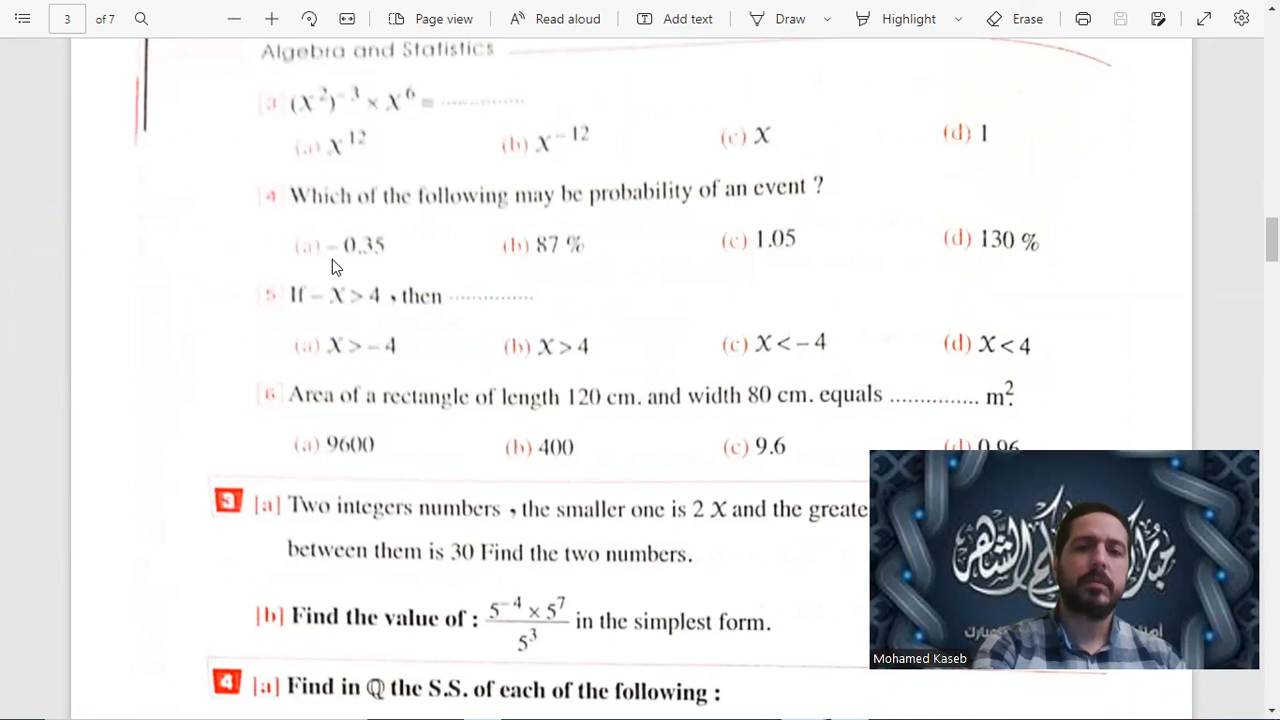 3 of 7 Page view Read aloud Add text Draw Highlight Erase
Algebra and Statistics
3 (X²)⁻³ × X⁶ = ..............
(a) X¹² (b) X⁻¹² (c) X (d) 1
4 Which of the following may be probability of an event ?
(a) – 0.35 (b) 87 % (c) 1.05 (d) 130 %
5 If – X > 4 , then ..............
(a) X > – 4 (b) X > 4 (c) X < – 4 (d) X < 4
6 Area of a rectangle of length 120 cm. and width 80 cm. equals ............... m².
(a) 9600 (b) 400 (c) 9.6 (d) 0.96
3 [a] Two integers numbers , the smaller one is 2 X and the greate
between them is 30 Find the two numbers.
[b] Find the value of : (5⁻⁴ × 5⁷) / 5³ in the simplest form.
4 [a] Find in ℚ the S.S. of each of the following :
Mohamed Kaseb